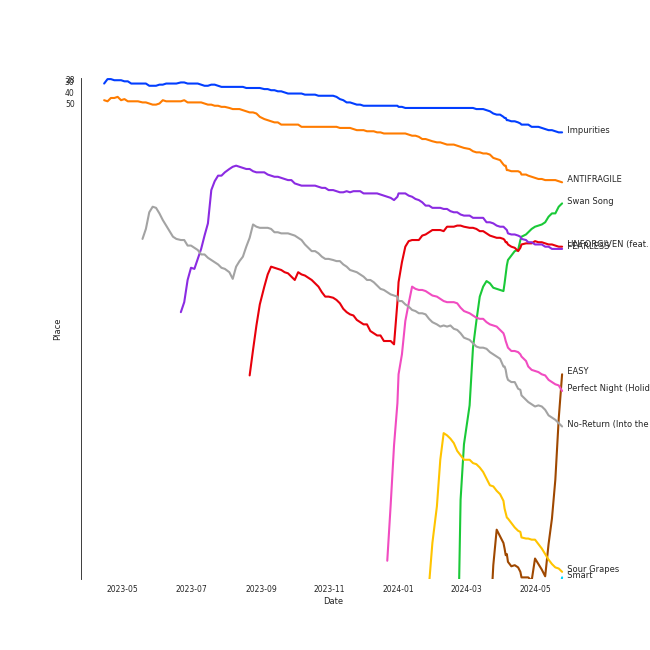 40
50
Impurities
ANTIFRAGILE
Swan Song
UNFORGIVEN (feat.
FEARLESS
Place
EASY
Perfect Night (Holid
No-Return (Into the
Sour Grapes
Smart
2023-05 2023-07 2023-09 2023-11 2024-01 2024-03 2024-05
Date